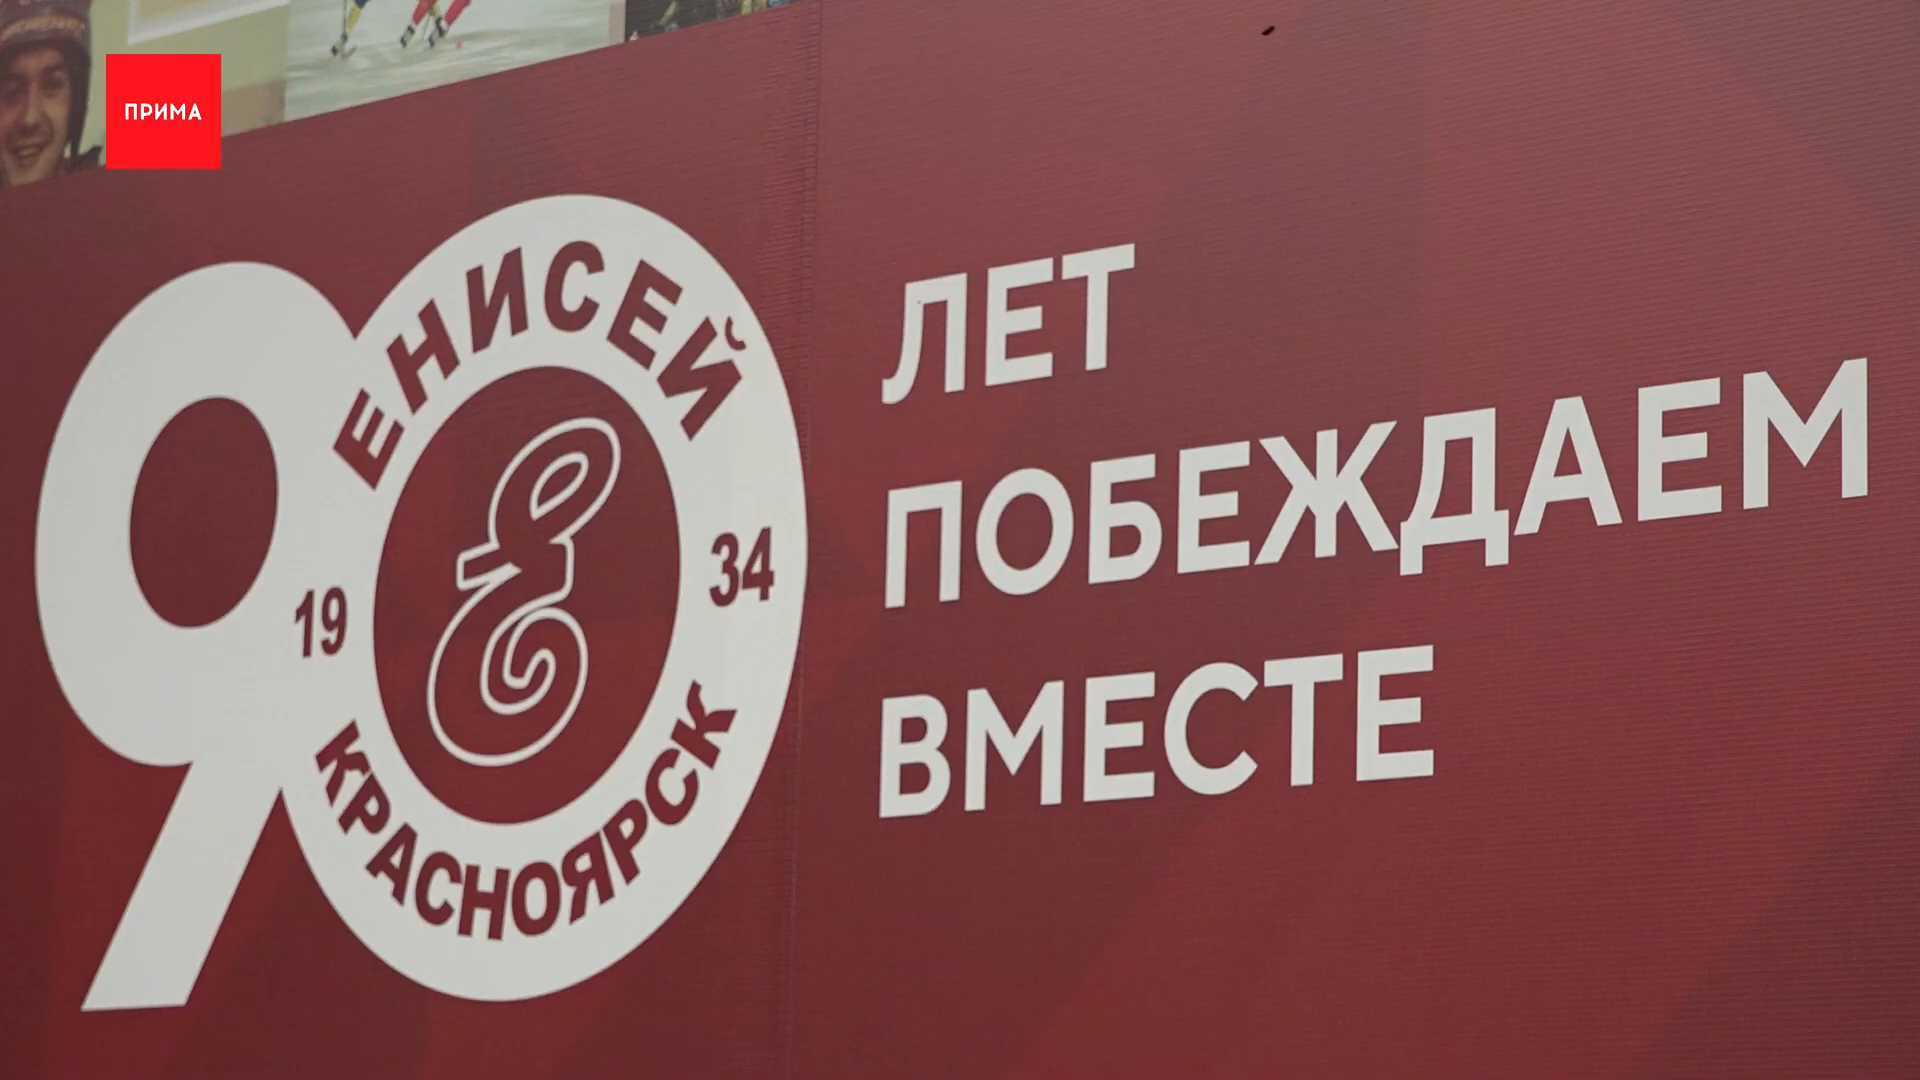 ПРИМА
90 ЛЕТ
ПОБЕЖДАЕМ
ВМЕСТЕ
ЕНИСЕЙ
19 34
Е
КРАСНОЯРСК